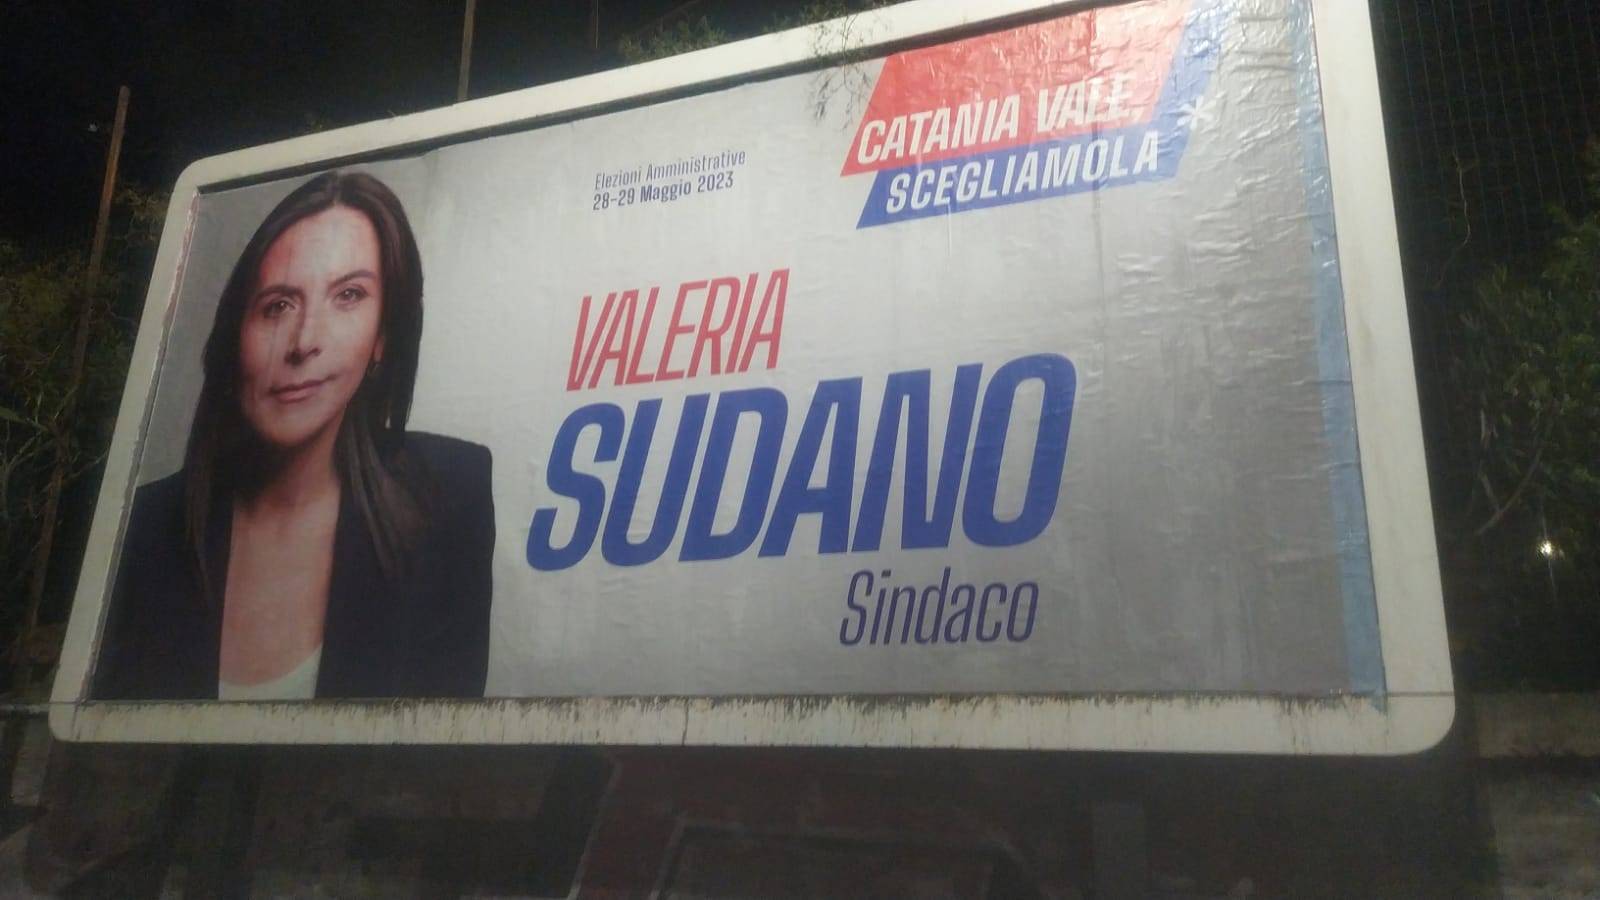 Elezioni Amministrative
28-29 Maggio 2023
CATANIA VALE,
SCEGLIAMOLA *
VALERIA
SUDANO
Sindaco